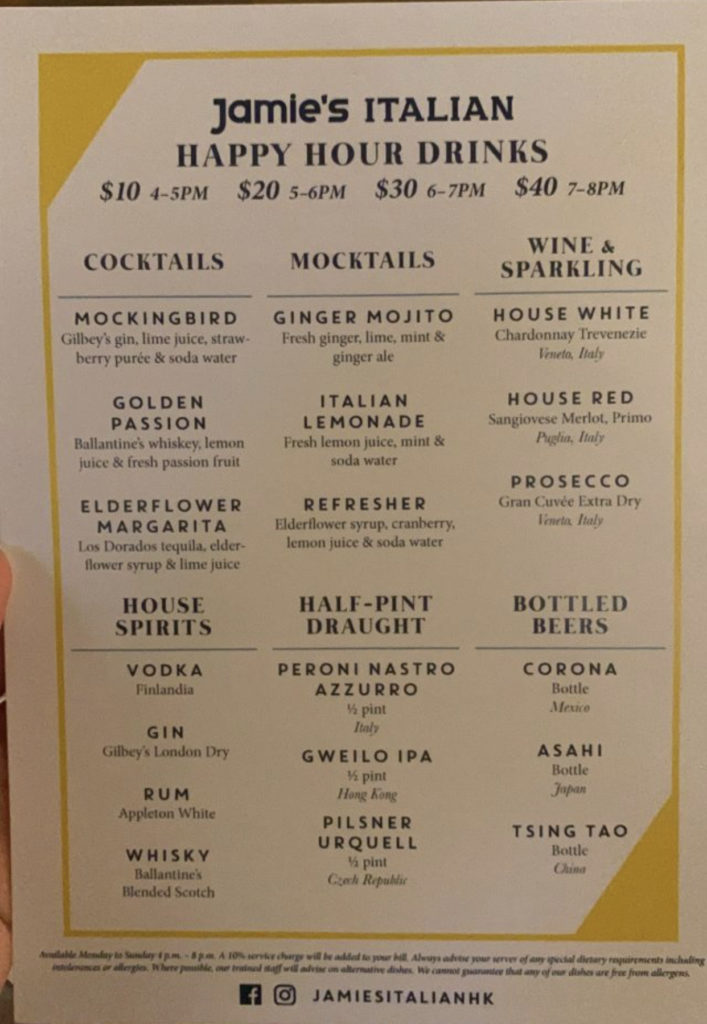 Jamie's ITALIAN
HAPPY HOUR DRINKS
$10 4-5PM $20 5-6PM $30 6-7PM $40 7-8PM
COCKTAILS
MOCKINGBIRD
Gilbey's gin, lime juice, straw-
berry purée & soda water
GOLDEN
PASSION
Ballantine's whiskey, lemon
juice & fresh passion fruit
ELDERFLOWER
MARGARITA
Los Dorados tequila, elder-
flower syrup & lime juice
MOCKTAILS
GINGER MOJITO
Fresh ginger, lime, mint &
ginger ale
ITALIAN
LEMONADE
Fresh lemon juice, mint &
soda water
REFRESHER
Elderflower syrup, cranberry,
lemon juice & soda water
WINE &
SPARKLING
HOUSE WHITE
Chardonnay Trevenezie
Veneto, Italy
HOUSE RED
Sangiovese Merlot, Primo
Puglia, Italy
PROSECCO
Gran Cuvée Extra Dry
Veneto, Italy
HOUSE
SPIRITS
VODKA
Finlandia
GIN
Gilbey's London Dry
RUM
Appleton White
WHISKY
Ballantine's
Blended Scotch
HALF-PINT
DRAUGHT
PERONI NASTRO
AZZURRO
½ pint
Italy
GWEILO IPA
½ pint
Hong Kong
PILSNER
URQUELL
½ pint
Czech Republic
BOTTLED
BEERS
CORONA
Bottle
Mexico
ASAHI
Bottle
Japan
TSING TAO
Bottle
China
Available Monday to Sunday 4 p.m. - 8 p.m. A 10% service charge will be added to your bill. Always advise your server of any special dietary requirements including
intolerances or allergies. Where possible, our trained staff will advise on alternative dishes. We cannot guarantee that any of our dishes are free from allergens.
JAMIESITALIANHK